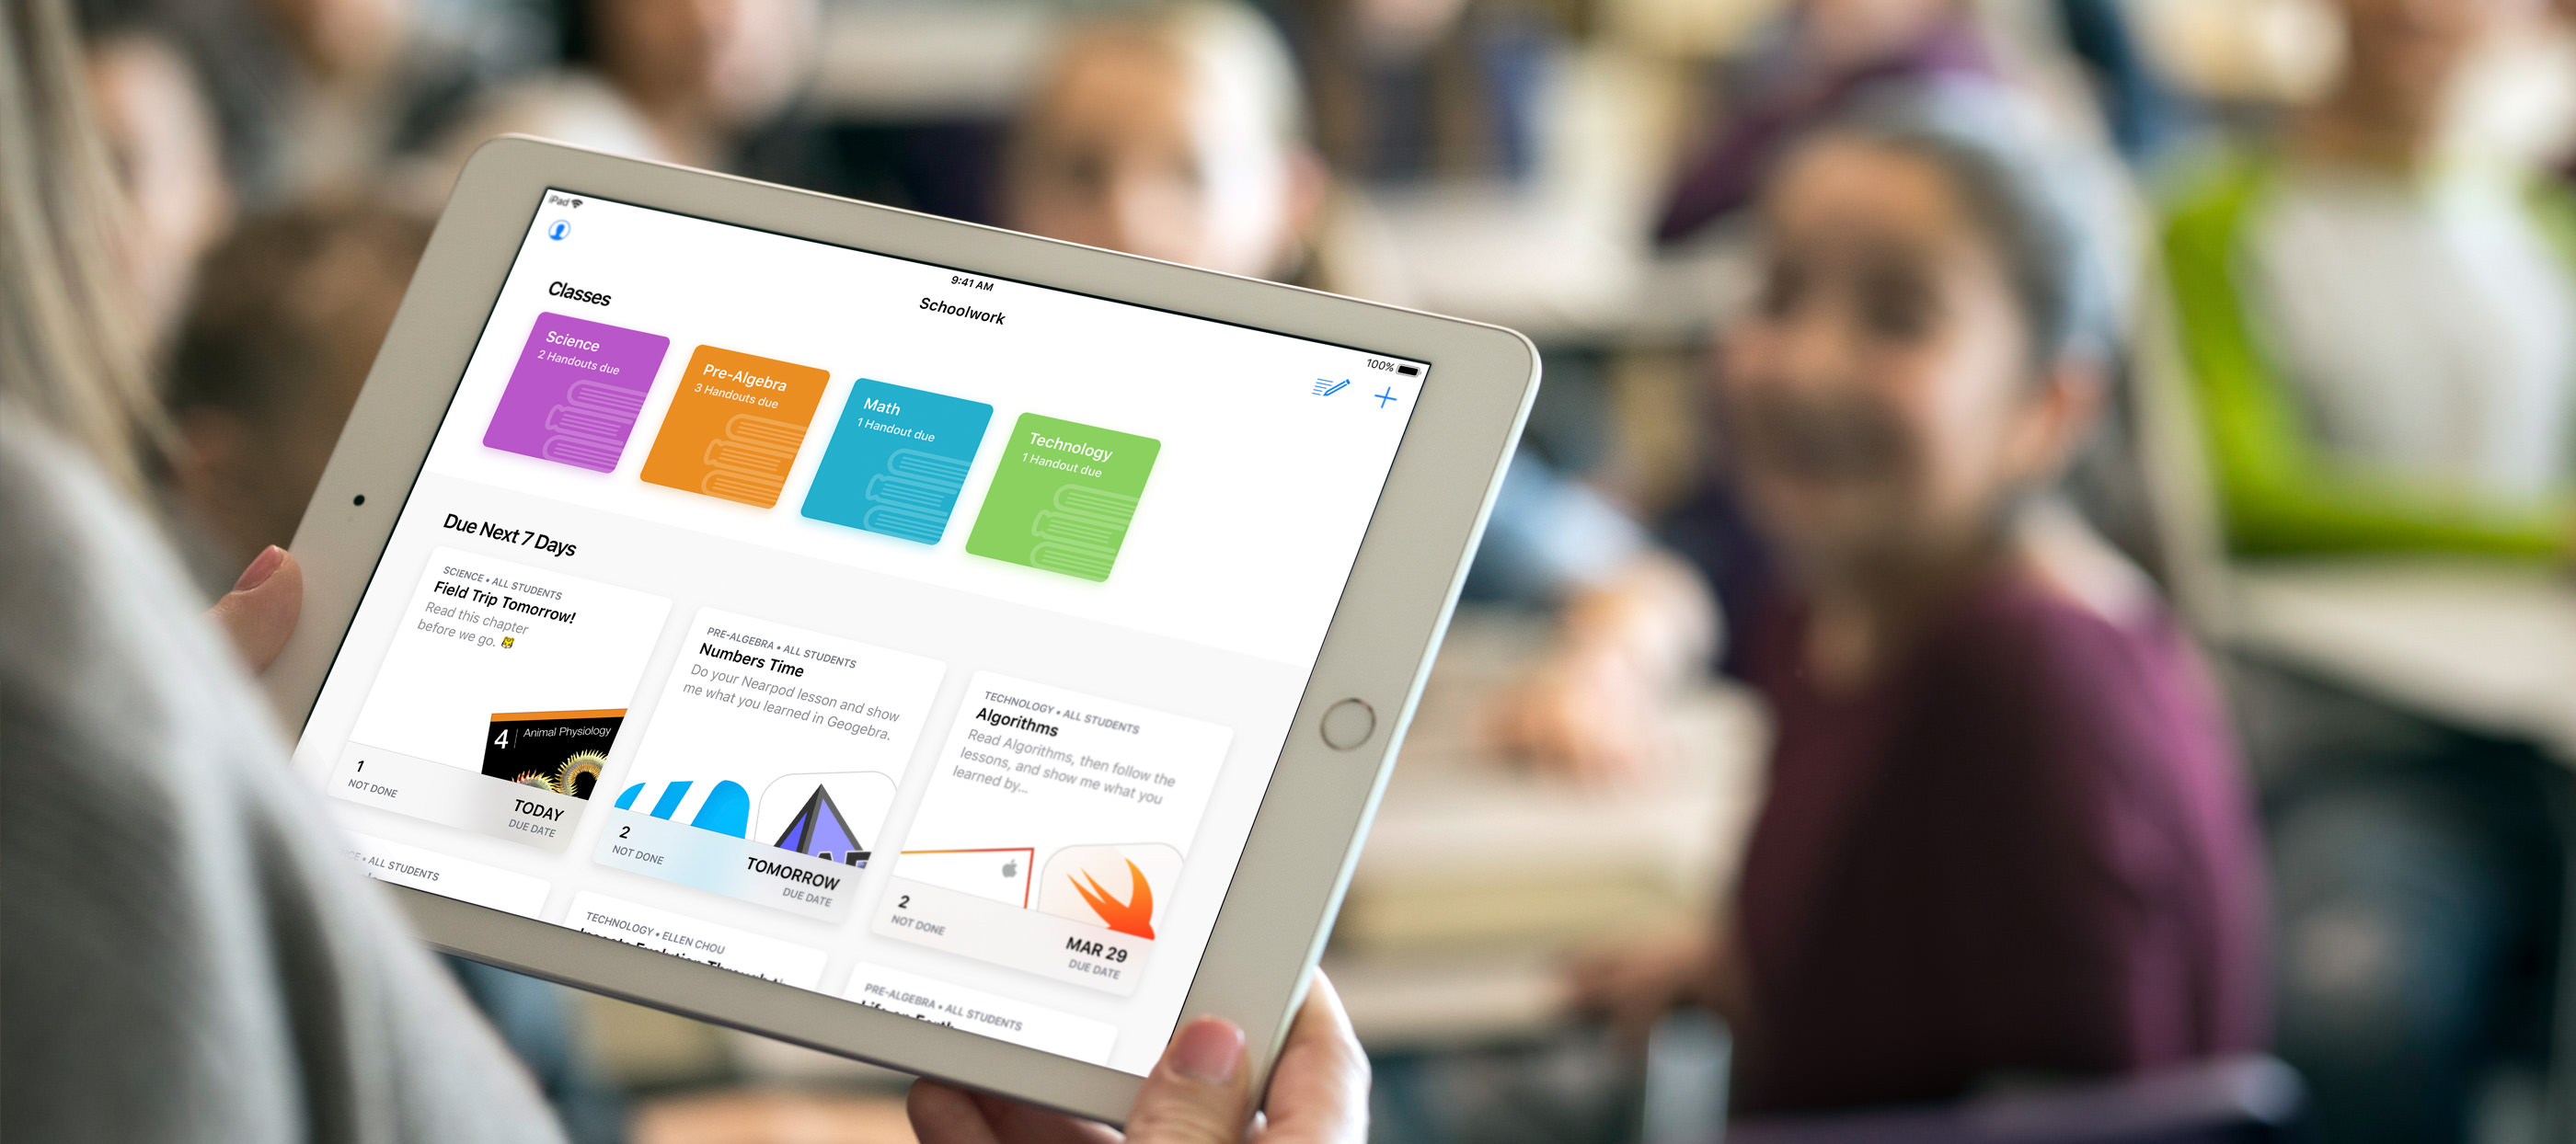 iPad
9:41 AM
100%
Schoolwork
Classes
Science
2 Handouts due
Pre-Algebra
3 Handouts due
Math
1 Handout due
Technology
1 Handout due
Due Next 7 Days
SCIENCE • ALL STUDENTS
Field Trip Tomorrow!
Read this chapter
before we go.
4 Animal Physiology
1
NOT DONE
TODAY
DUE DATE
PRE-ALGEBRA • ALL STUDENTS
Numbers Time
Do your Nearpod lesson and show
me what you learned in Geogebra.
2
NOT DONE
TOMORROW
DUE DATE
TECHNOLOGY • ALL STUDENTS
Algorithms
Read Algorithms, then follow the
lessons, and show me what you
learned by...
2
NOT DONE
MAR 29
DUE DATE
• ALL STUDENTS
TECHNOLOGY • ELLEN CHOU
PRE-ALGEBRA • ALL STUDENTS
Life on Earth